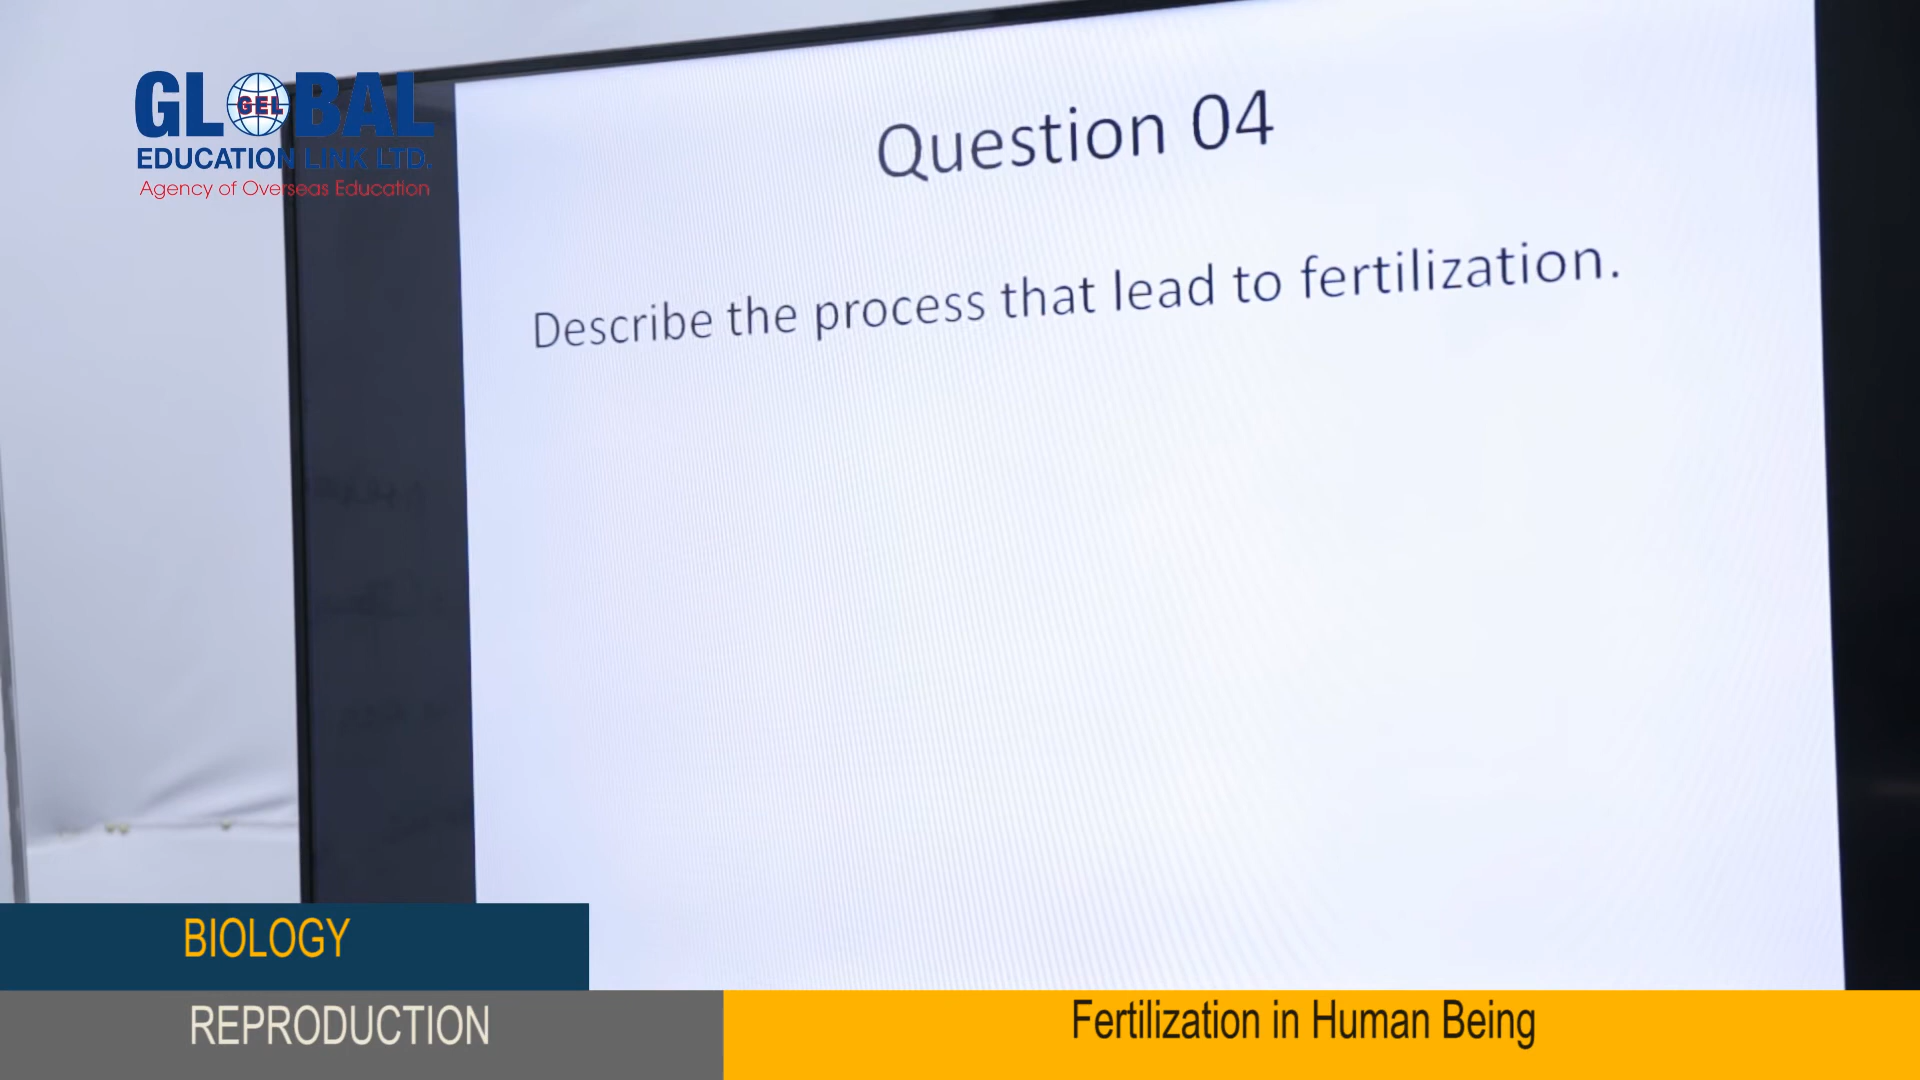 GLOBAL
GEL
EDUCATION LINK LTD.
Agency of Overseas Education
Question 04
Describe the process that lead to fertilization.
BIOLOGY
REPRODUCTION
Fertilization in Human Being